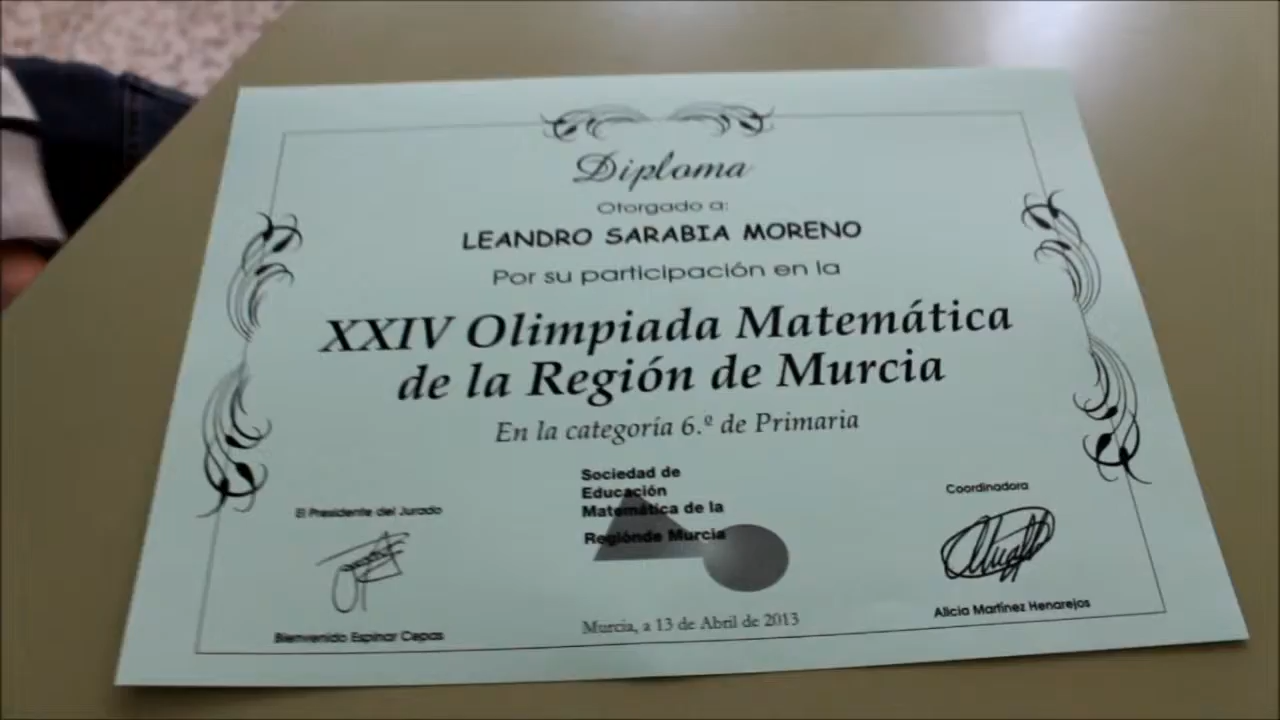 Diploma
Otorgado a:
LEANDRO SARABIA MORENO
Por su participación en la
XXIV Olimpiada Matemática
de la Región de Murcia
En la categoría 6.º de Primaria
Sociedad de
Educación
Matemática de la
Regiónde Murcia
El Presidente del Jurado
Bienvenido Espinar Cepas
Coordinadora
Alicia Martínez Henarejos
Murcia, a 13 de Abril de 2013